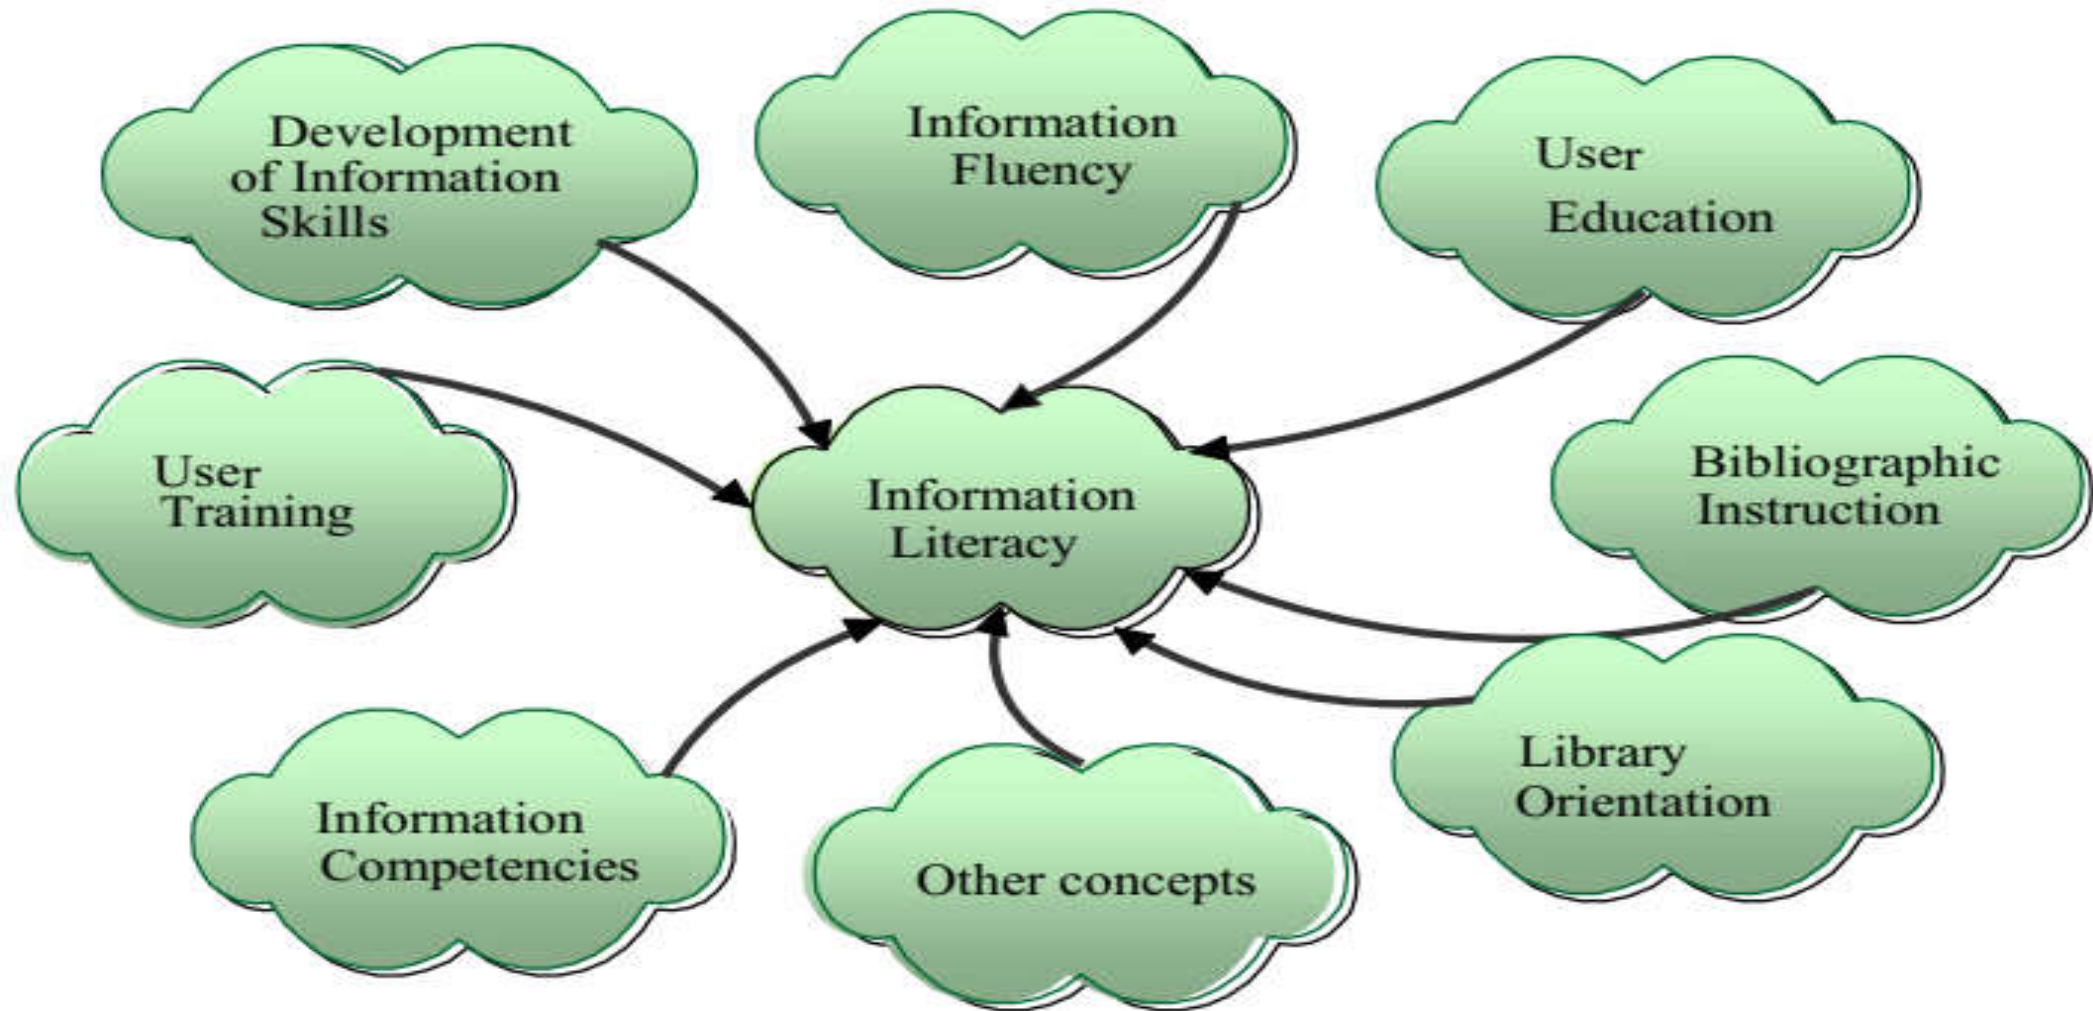 Development
of Information
Skills
Information
Fluency
User
Education
User
Training
Information
Literacy
Bibliographic
Instruction
Information
Competencies
Other concepts
Library
Orientation